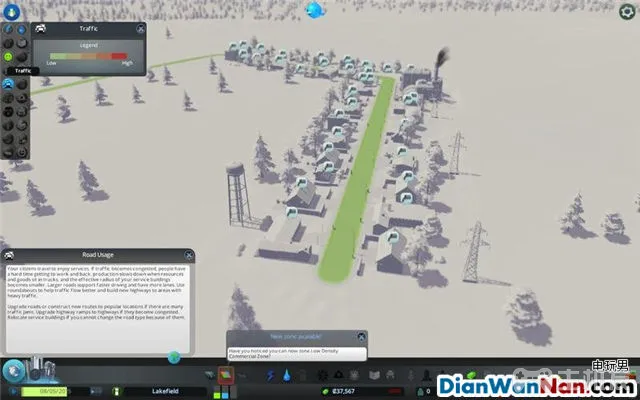 Traffic
Legend
Low High
Traffic
Road Usage
Your citizens traverse enjoy services. If traffic becomes congested, people have
a hard time getting to work and back, production slows down when resources
and goods sit in trucks, and the effective radius of your service buildings
becomes smaller. Larger roads support faster driving and have more lanes. Use
roundabouts to help traffic flow better and build new highways to areas with
heavy traffic.
Upgrade roads or construct new routes to popular locations if there are many
traffic jams. Upgrade highway ramps to highways if they become congested.
Relocate service buildings if you cannot change the road type because of them.
New zone available!
Have you noticed you can now zone Low Density
Commercial Zone?
Lakefield
₡37,567
电玩男
DianWanNan.com